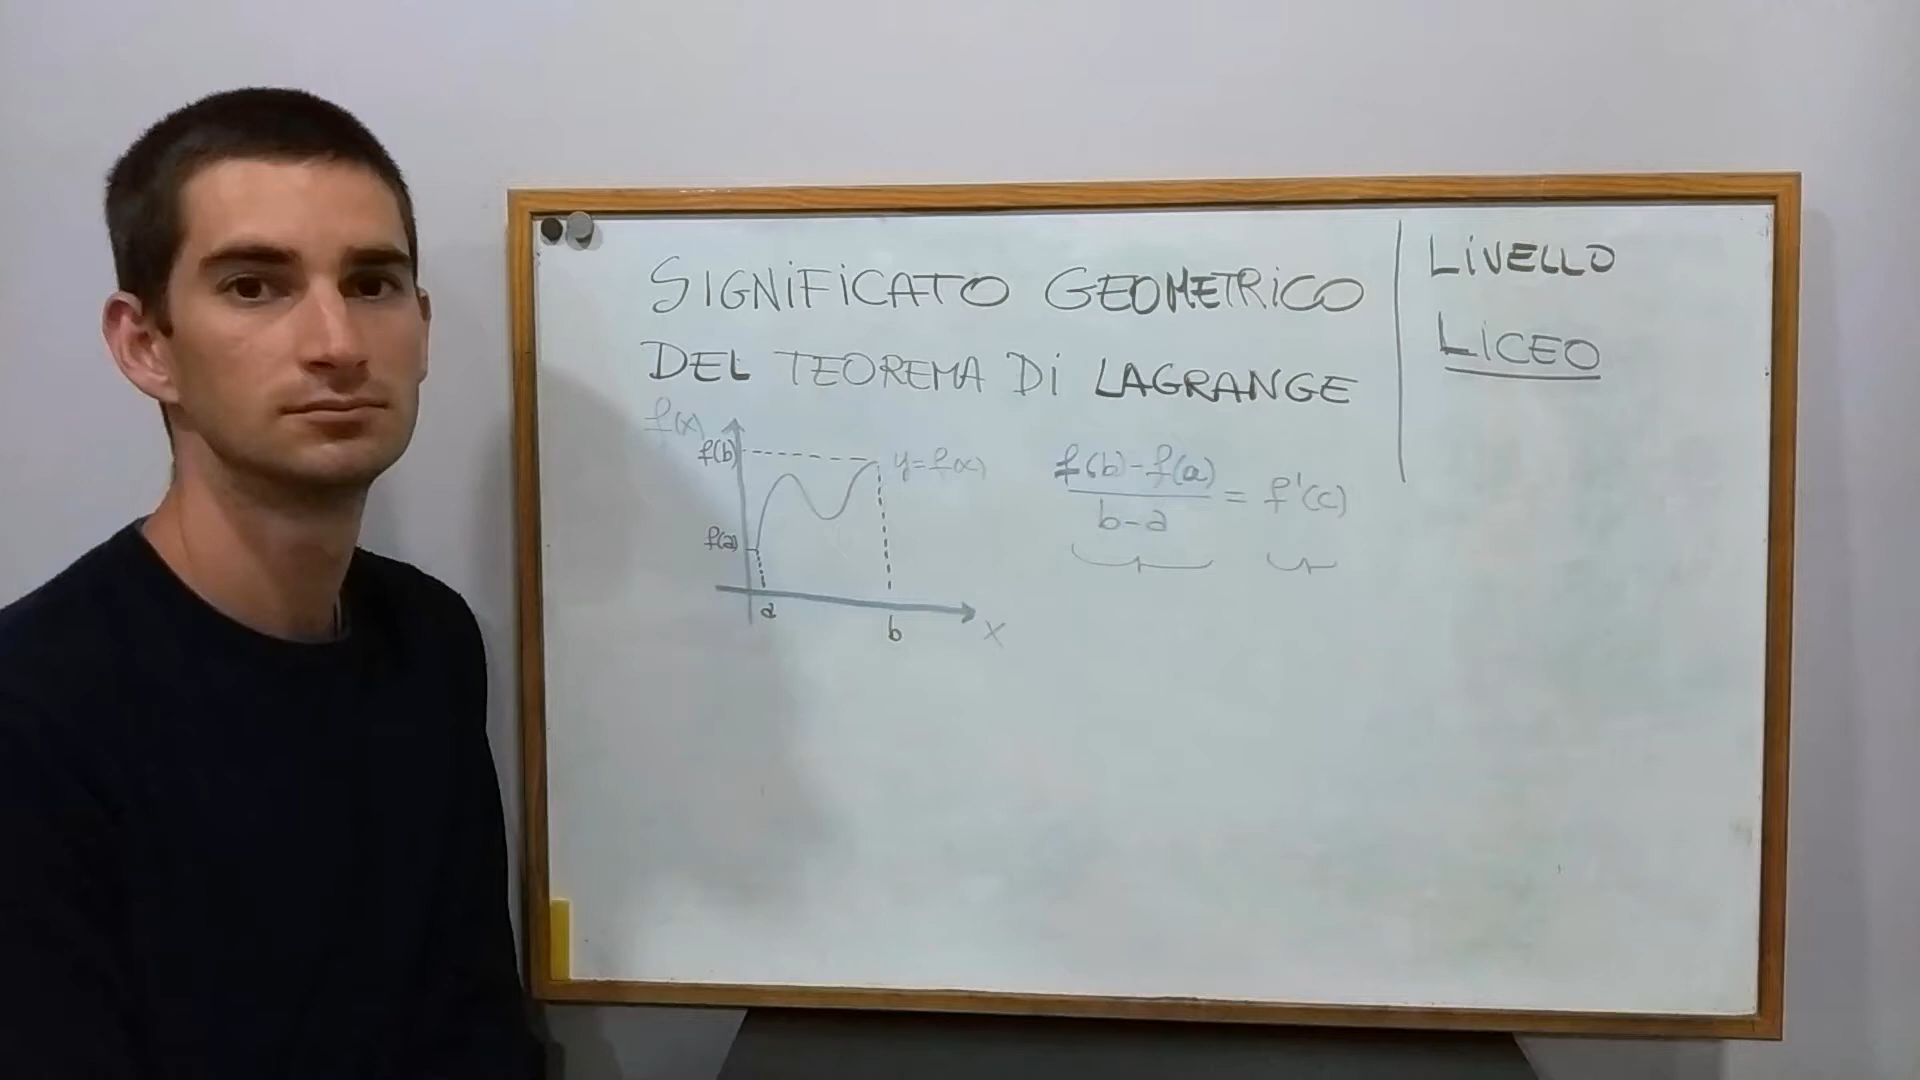 SIGNIFICATO GEOMETRICO
DEL TEOREMA DI LAGRANGE
LIVELLO
LICEO
f(x)
f(b)
y=f(x)
f(a)
a
b
x
f(b)-f(a)
b-a
= f'(c)